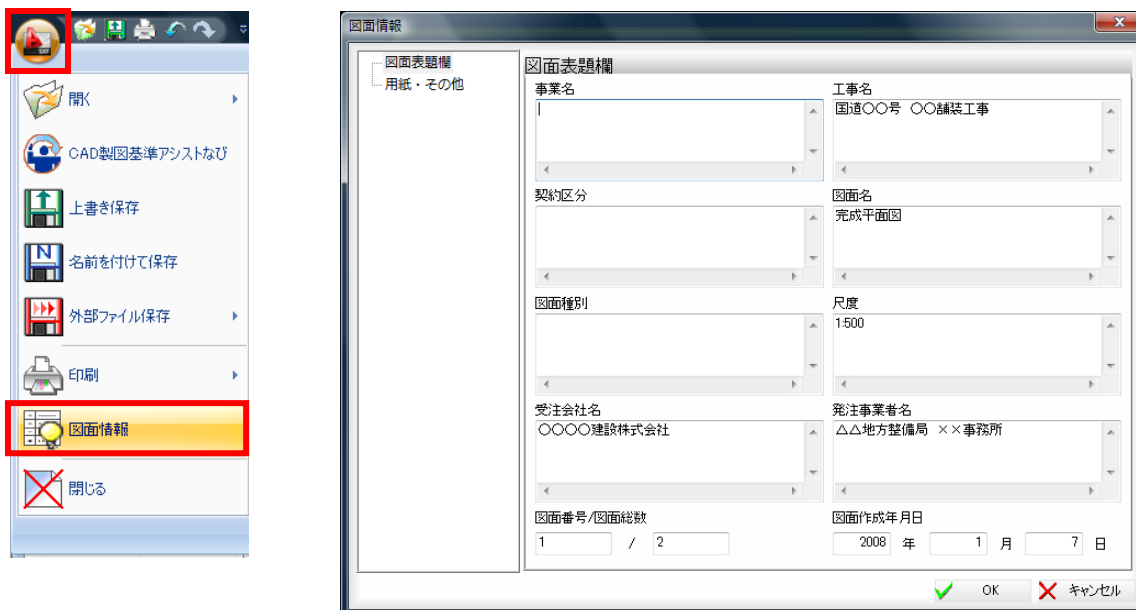 SXF
開く
CAD製図基準アシストなび
上書き保存
N
名前を付けて保存
外部ファイル保存
印刷
図面情報
閉じる
図面情報
図面表題欄
用紙・その他
図面表題欄
事業名
工事名
国道〇〇号 〇〇舗装工事
契約区分
図面名
完成平面図
図面種別
尺度
1:500
受注会社名
〇〇〇〇建設株式会社
発注事業者名
△△地方整備局 ××事務所
図面番号/図面総数
1 / 2
図面作成年月日
2008 年 1 月 7 日
OK キャンセル